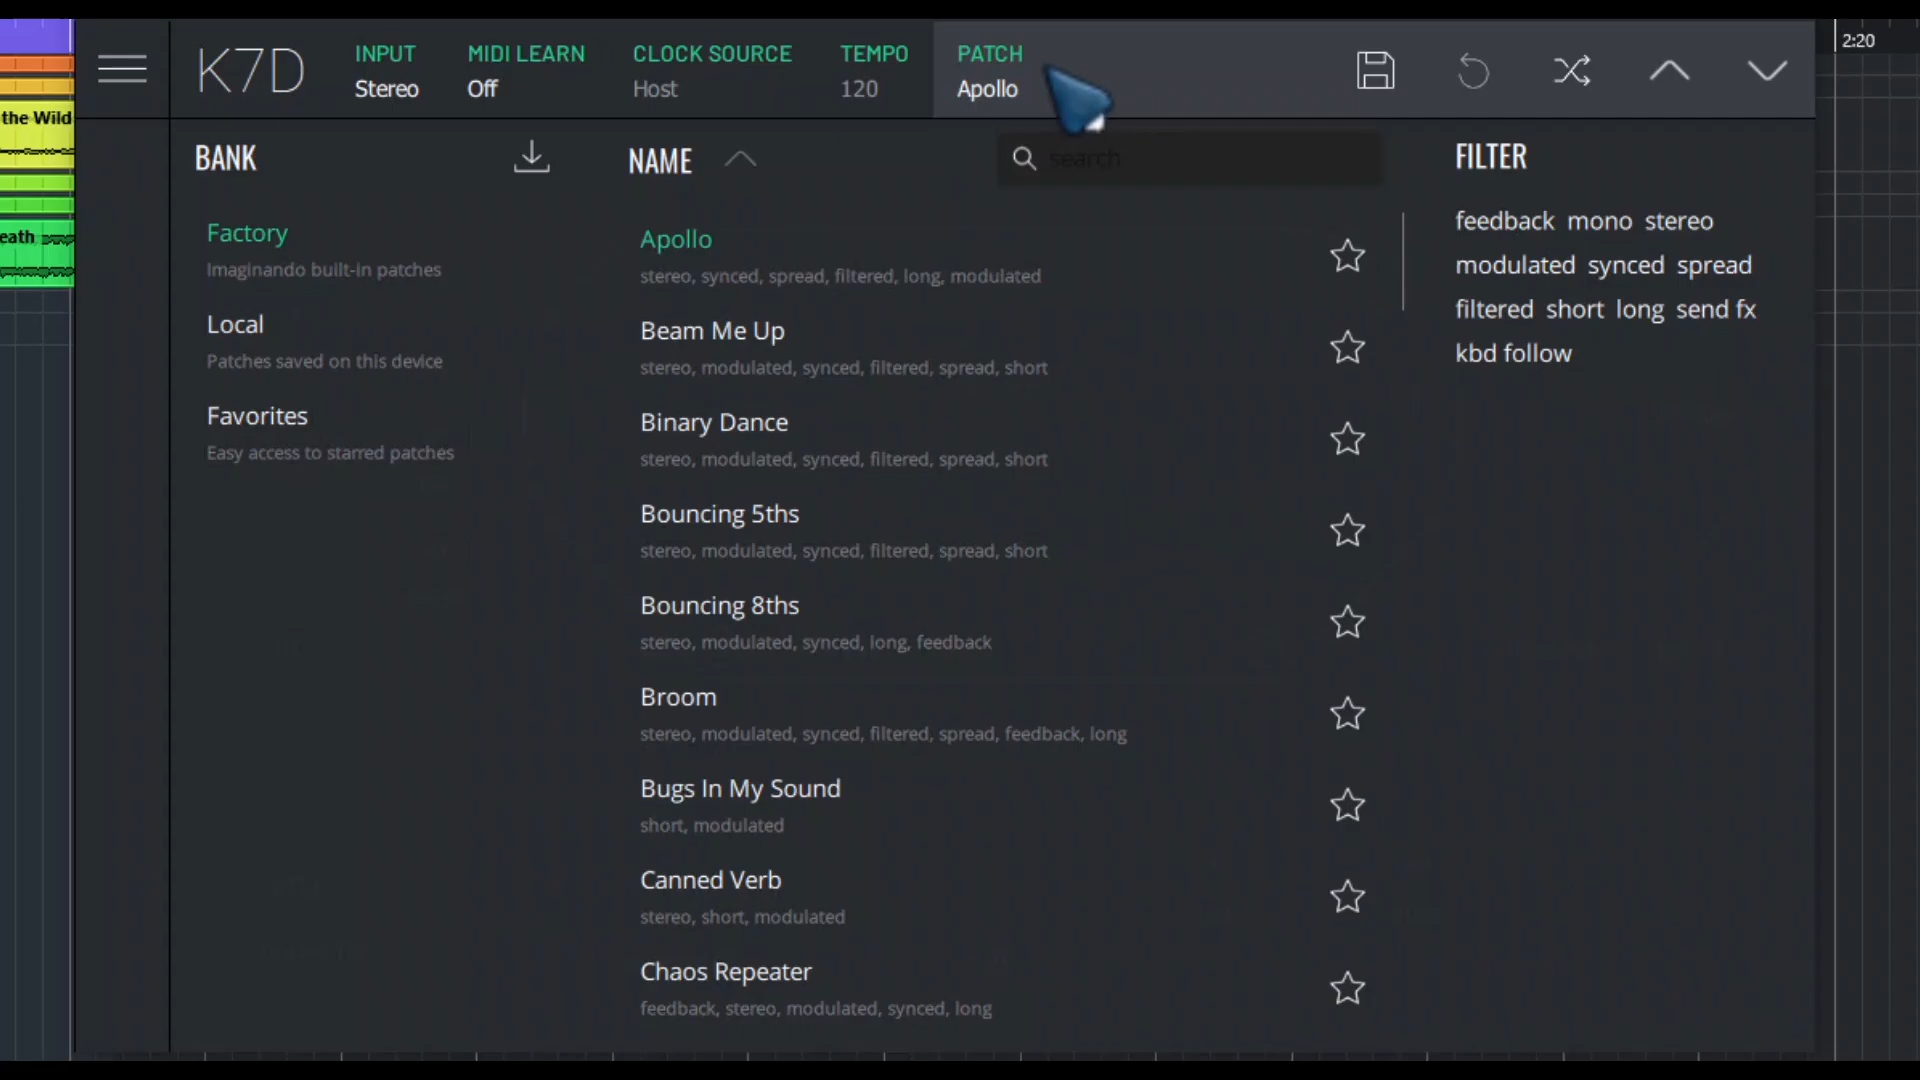 2:20
K7D
INPUT
Stereo
MIDI LEARN
Off
CLOCK SOURCE
Host
TEMPO
120
PATCH
Apollo
the Wild
eath
BANK
Factory
Imaginando built-in patches
Local
Patches saved on this device
Favorites
Easy access to starred patches
NAME
search
Apollo
stereo, synced, spread, filtered, long, modulated
Beam Me Up
stereo, modulated, synced, filtered, spread, short
Binary Dance
stereo, modulated, synced, filtered, spread, short
Bouncing 5ths
stereo, modulated, synced, filtered, spread, short
Bouncing 8ths
stereo, modulated, synced, long, feedback
Broom
stereo, modulated, synced, filtered, spread, feedback, long
Bugs In My Sound
short, modulated
Canned Verb
stereo, short, modulated
Chaos Repeater
feedback, stereo, modulated, synced, long
FILTER
feedback mono stereo
modulated synced spread
filtered short long send fx
kbd follow